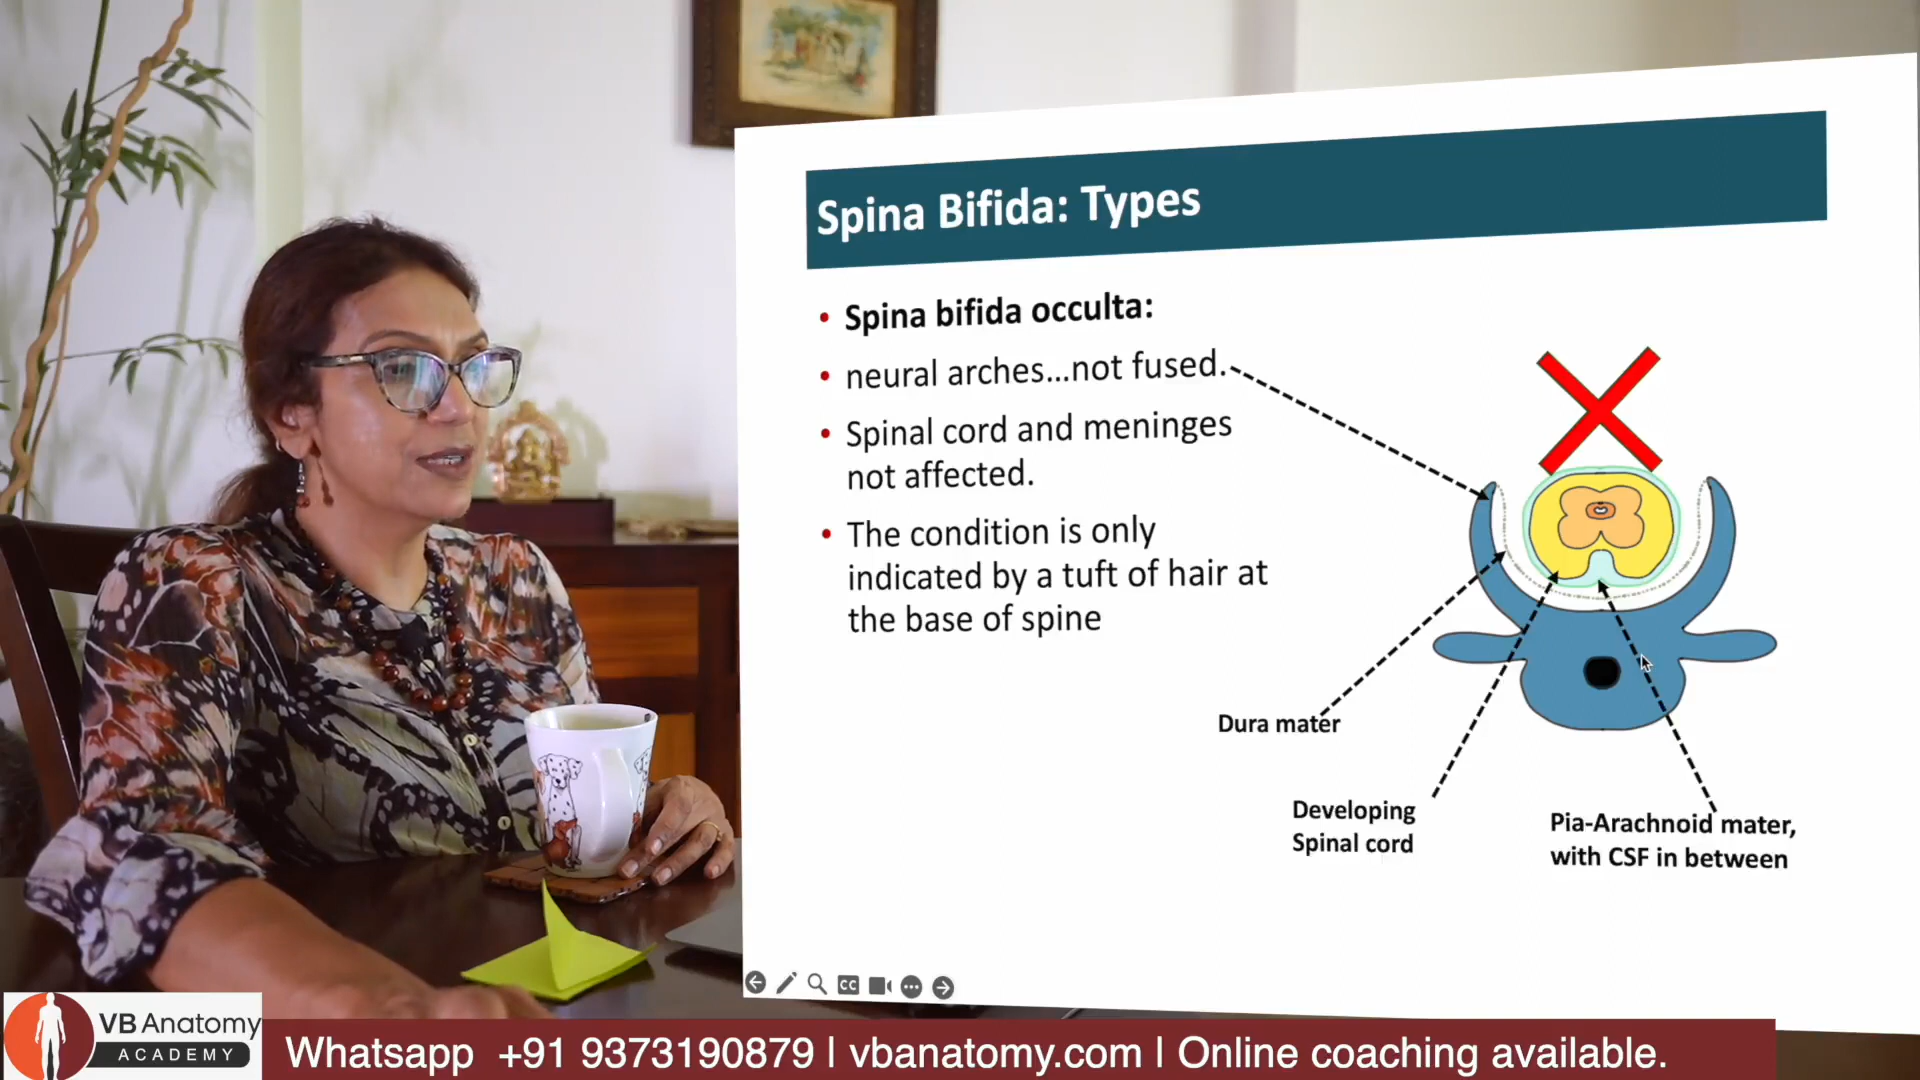 Spina Bifida: Types
• Spina bifida occulta:
• neural arches...not fused.
• Spinal cord and meninges
not affected.
• The condition is only
indicated by a tuft of hair at
the base of spine
Dura mater
Developing
Spinal cord
Pia-Arachnoid mater,
with CSF in between
CC
VB Anatomy
ACADEMY
Whatsapp +91 9373190879 | vbanatomy.com | Online coaching available.